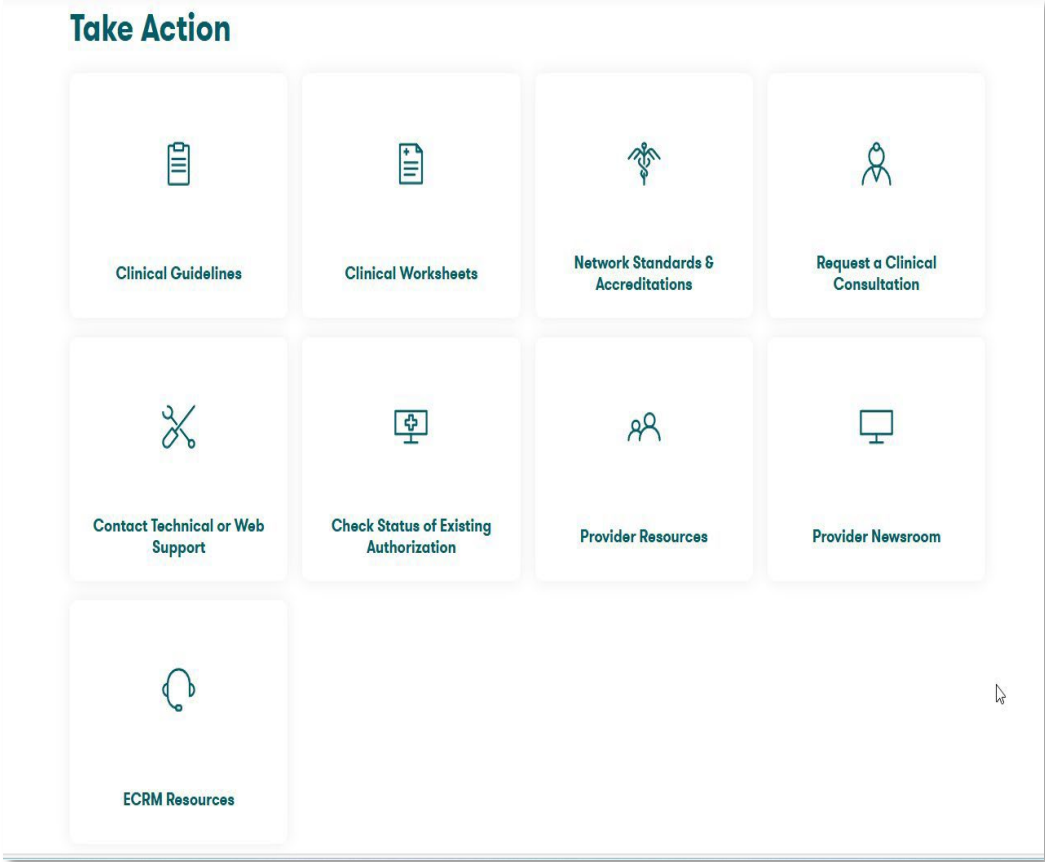 Take Action
Clinical Guidelines
Clinical Worksheets
Network Standards &
Accreditations
Request a Clinical
Consultation
Contact Technical or Web
Support
Check Status of Existing
Authorization
Provider Resources
Provider Newsroom
ECRM Resources